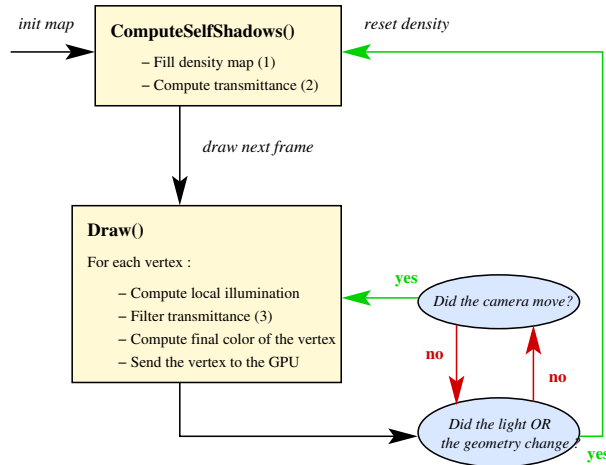 init map
ComputeSelfShadows()
– Fill density map (1)
– Compute transmittance (2)
reset density
draw next frame
Draw()
For each vertex :
– Compute local illumination
– Filter transmittance (3)
– Compute final color of the vertex
– Send the vertex to the GPU
yes
Did the camera move?
no
no
Did the light OR
the geometry change ?
yes